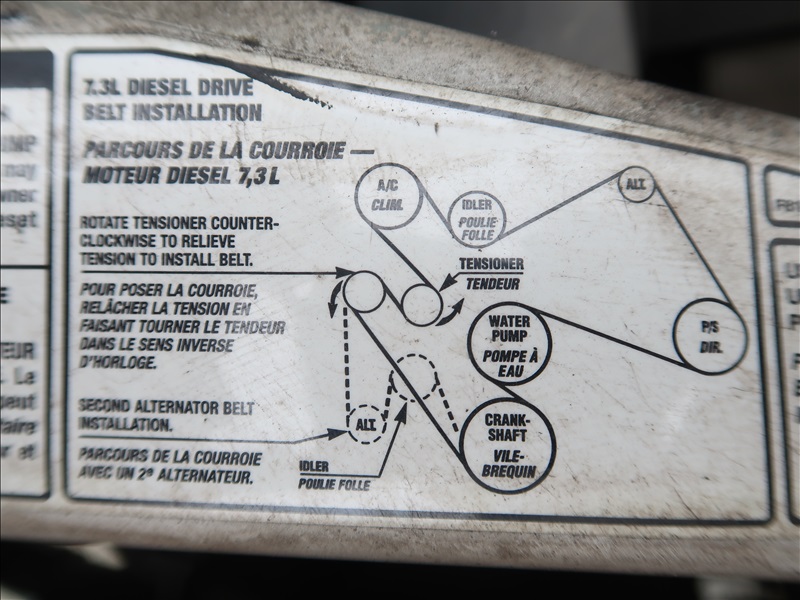 7.3L DIESEL DRIVE
BELT INSTALLATION
PARCOURS DE LA COURROIE —
MOTEUR DIESEL 7,3 L
ROTATE TENSIONER COUNTER-
CLOCKWISE TO RELIEVE
TENSION TO INSTALL BELT.
POUR POSER LA COURROIE,
RELÂCHER LA TENSION EN
FAISANT TOURNER LE TENDEUR
DANS LE SENS INVERSE
D'HORLOGE.
SECOND ALTERNATOR BELT
INSTALLATION.
PARCOURS DE LA COURROIE
AVEC UN 2e ALTERNATEUR.
A/C
CLIM.
IDLER
POULIE
FOLLE
ALT.
TENSIONER
TENDEUR
WATER
PUMP
POMPE À
EAU
P/S
DIR.
ALT.
IDLER
POULIE FOLLE
CRANK-
SHAFT
VILE-
BREQUIN
may
La
et